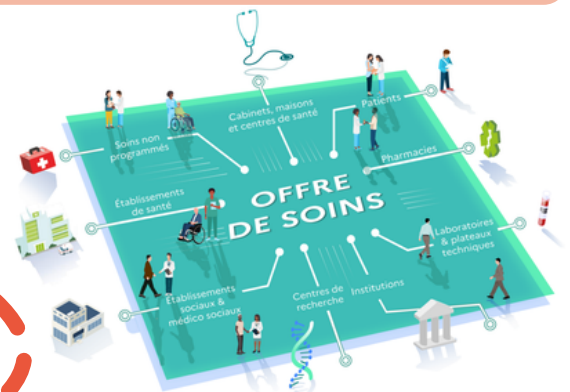 Cabinets, maisons
et centres de santé
Patients
Soins non
programmés
Pharmacies
Établissements
de santé
OFFRE
DE SOINS
Laboratoires
& plateaux
techniques
Établissements
sociaux &
médico sociaux
Centres de
recherche
Institutions